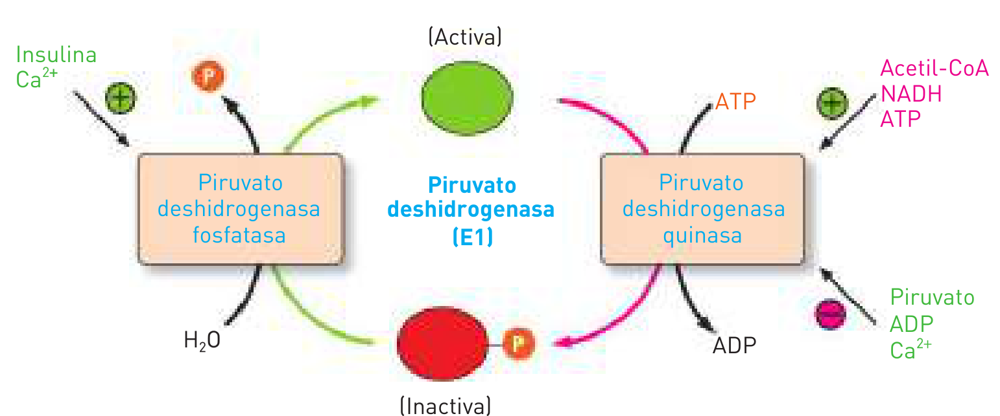 (Activa)
Insulina
Ca²⁺
P
ATP
Acetil-CoA
NADH
ATP
+
+
Piruvato
deshidrogenasa
fosfatasa
Piruvato
deshidrogenasa
(E1)
Piruvato
deshidrogenasa
quinasa
H₂O
P
ADP
−
Piruvato
ADP
Ca²⁺
(Inactiva)